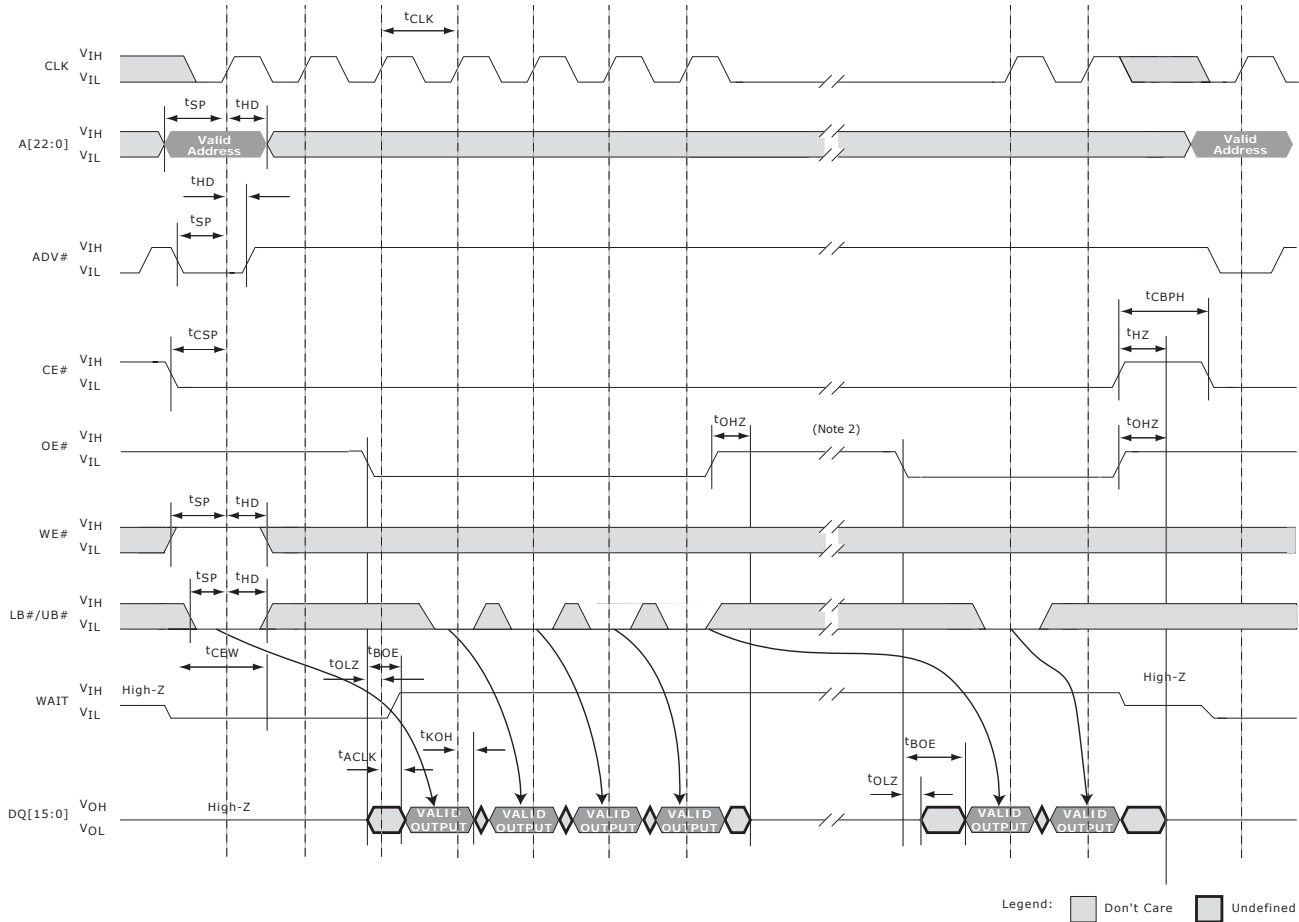 tCLK
CLK VIH
VIL
tSP tHD
A[22:0] VIH
VIL
Valid
Address
Valid
Address
tHD
tSP
ADV# VIH
VIL
tCBPH
tCSP
tHZ
CE# VIH
VIL
tOHZ (Note 2) tOHZ
OE# VIH
VIL
tSP tHD
WE# VIH
VIL
tSP tHD
LB#/UB# VIH
VIL
tCEW
tOLZ tBOE
High-Z
High-Z
WAIT VIH
VIL
tKOH
tBOE
tACLK
tOLZ
DQ[15:0] VOH
VOL
High-Z
VALID
OUTPUT
VALID
OUTPUT
VALID
OUTPUT
VALID
OUTPUT
VALID
OUTPUT
VALID
OUTPUT
Legend: Don't Care Undefined